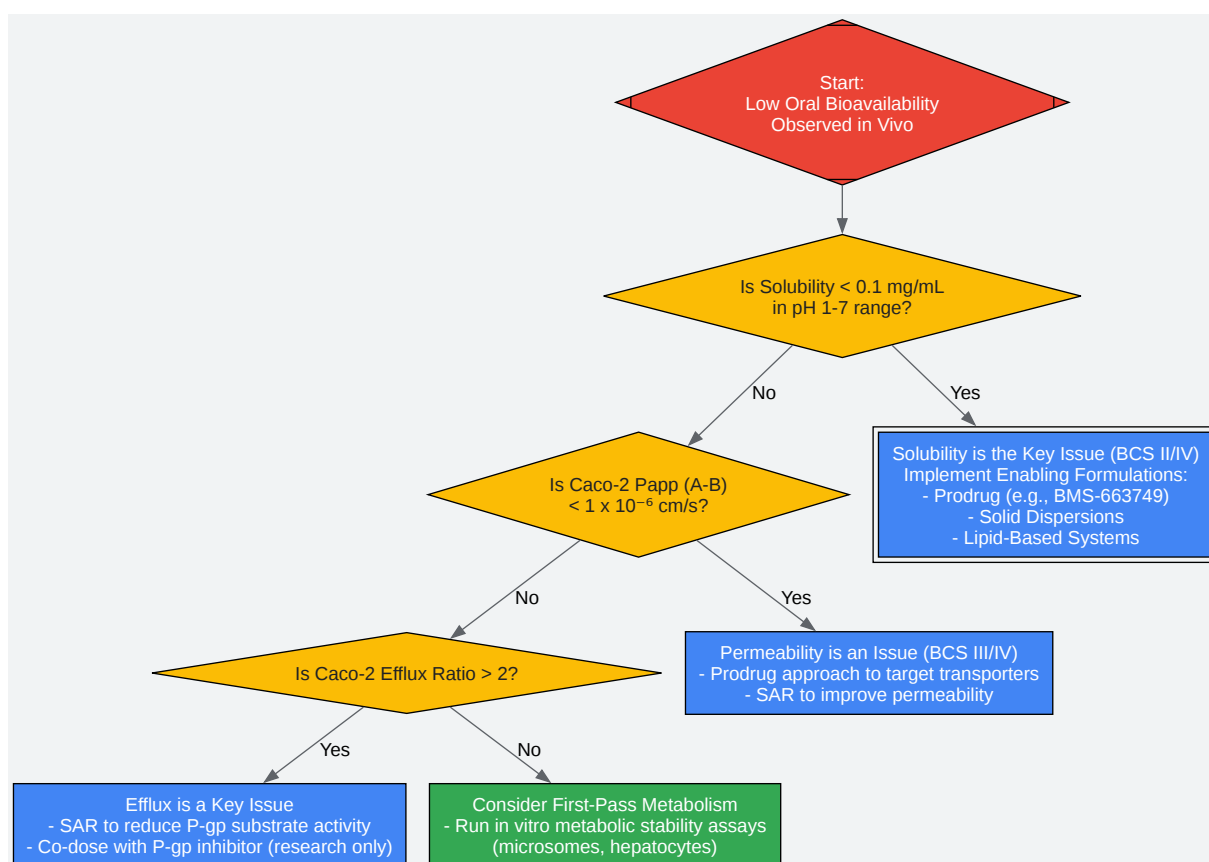 Start:
Low Oral Bioavailability
Observed in Vivo
Is Solubility < 0.1 mg/mL
in pH 1-7 range?
No
Yes
Is Caco-2 Papp (A-B)
< 1 x 10⁻⁶ cm/s?
Solubility is the Key Issue (BCS II/IV)
Implement Enabling Formulations:
- Prodrug (e.g., BMS-663749)
- Solid Dispersions
- Lipid-Based Systems
No
Yes
Is Caco-2 Efflux Ratio > 2?
Permeability is an Issue (BCS III/IV)
- Prodrug approach to target transporters
- SAR to improve permeability
Yes
No
Efflux is a Key Issue
- SAR to reduce P-gp substrate activity
- Co-dose with P-gp inhibitor (research only)
Consider First-Pass Metabolism
- Run in vitro metabolic stability assays
(microsomes, hepatocytes)